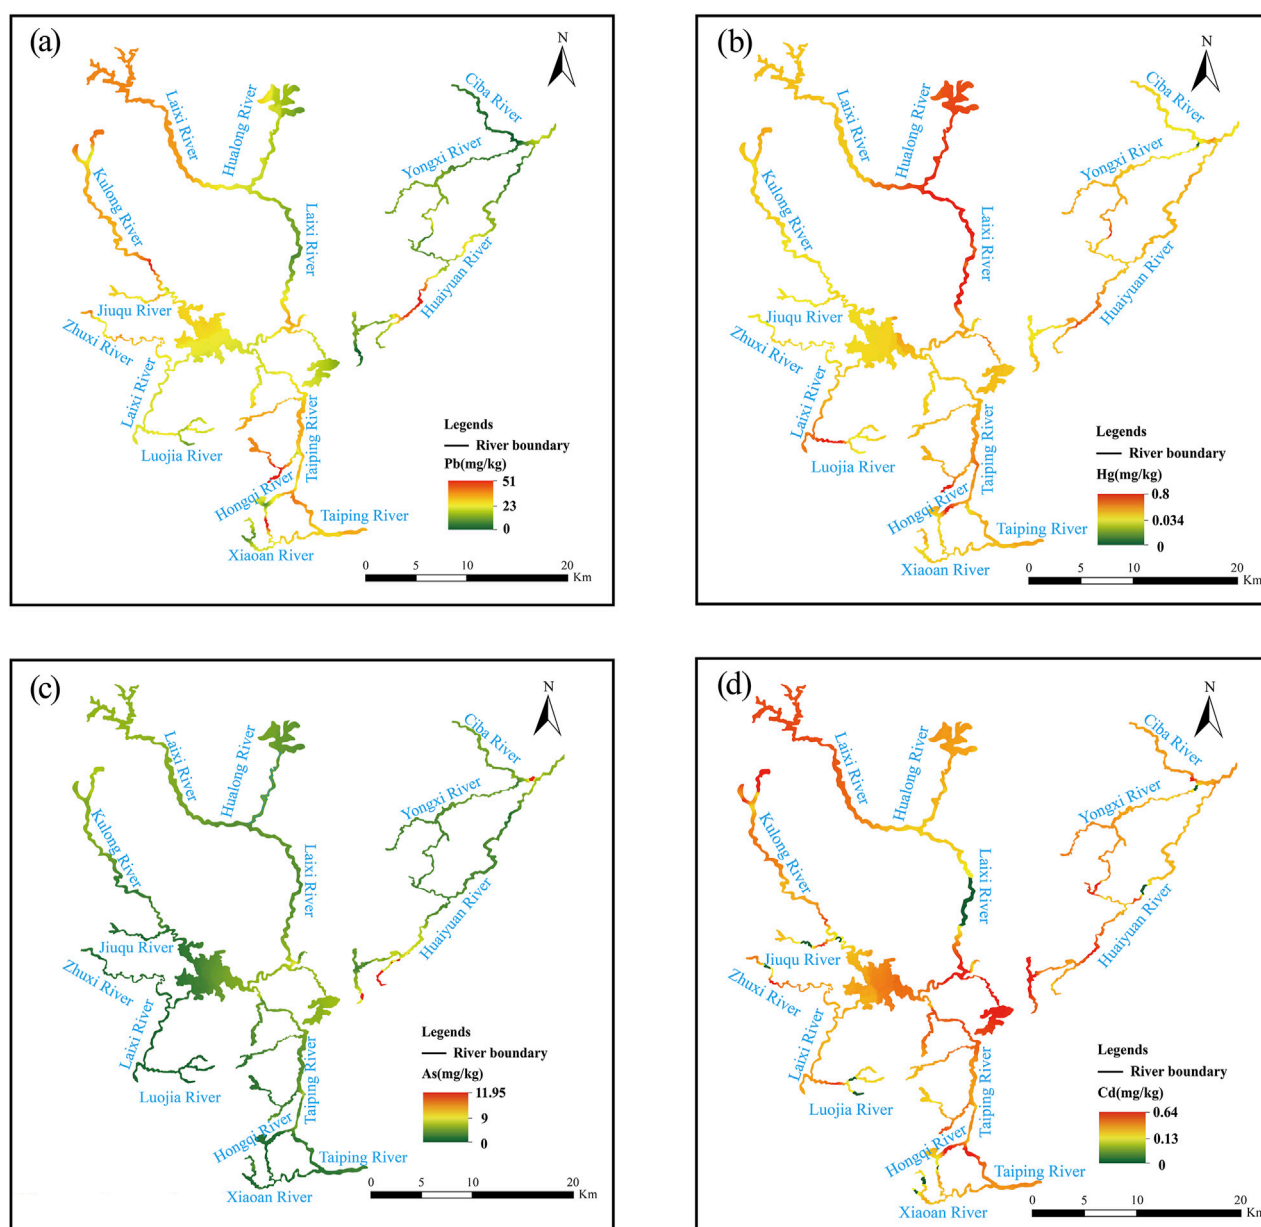 (a)
N
Ciba River
Laixi River
Hualong River
Yongxi River
Kulong River
Laixi River
Huaiyuan River
Jiuqu River
Zhuxi River
Laixi River
Taiping River
Luojia River
Hongqi River
Taiping River
Xiaoan River
Legends
River boundary
Pb(mg/kg)
51
23
0
0 5 10 20
Km
(b)
N
Ciba River
Laixi River
Hualong River
Yongxi River
Kulong River
Laixi River
Huaiyuan River
Jiuqu River
Zhuxi River
Laixi River
Taiping River
Luojia River
Hongqi River
Taiping River
Xiaoan River
Legends
River boundary
Hg(mg/kg)
0.8
0.034
0
0 5 10 20
Km
(c)
N
Ciba River
Laixi River
Hualong River
Yongxi River
Kulong River
Laixi River
Huaiyuan River
Jiuqu River
Zhuxi River
Laixi River
Taiping River
Luojia River
Hongqi River
Taiping River
Xiaoan River
Legends
River boundary
As(mg/kg)
11.95
9
0
0 5 10 20
Km
(d)
N
Ciba River
Laixi River
Hualong River
Yongxi River
Kulong River
Laixi River
Huaiyuan River
Jiuqu River
Zhuxi River
Laixi River
Taiping River
Luojia River
Hongqi River
Taiping River
Xiaoan River
Legends
River boundary
Cd(mg/kg)
0.64
0.13
0
0 5 10 20
Km